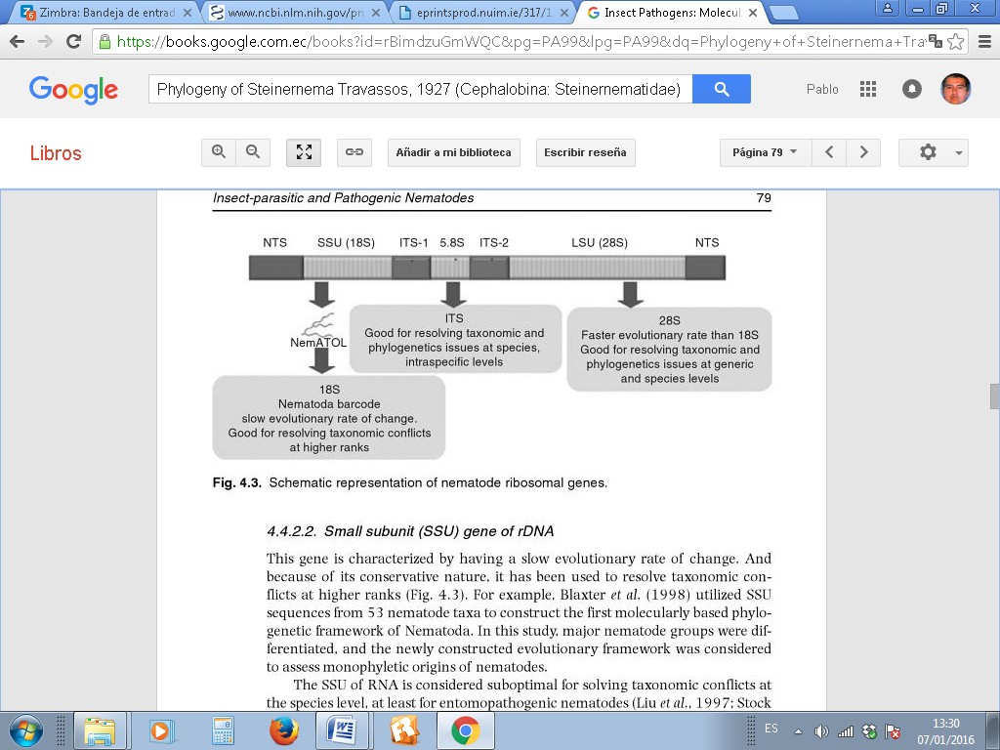 Zimbra: Bandeja de entrad
www.ncbi.nlm.nih.gov/pm
eprintsprod.nuim.ie/317/1
Insect Pathogens: Molecul
https://books.google.com.ec/books?id=rBimdzuGmWQC&pg=PA99&lpg=PA99&dq=Phylogeny+of+Steinernema+Tra
Google
Phylogeny of Steinernema Travassos, 1927 (Cephalobina: Steinernematidae)
Pablo
Libros
Añadir a mi biblioteca
Escribir reseña
Página 79
Insect-parasitic and Pathogenic Nematodes 79
NTS SSU (18S) ITS-1 5.8S ITS-2 LSU (28S) NTS
NemATOL
ITS
Good for resolving taxonomic and
phylogenetics issues at species,
intraspecific levels
28S
Faster evolutionary rate than 18S
Good for resolving taxonomic and
phylogenetics issues at generic
and species levels
18S
Nematoda barcode
slow evolutionary rate of change.
Good for resolving taxonomic conflicts
at higher ranks
Fig. 4.3. Schematic representation of nematode ribosomal genes.
4.4.2.2. Small subunit (SSU) gene of rDNA
This gene is characterized by having a slow evolutionary rate of change. And
because of its conservative nature, it has been used to resolve taxonomic con-
flicts at higher ranks (Fig. 4.3). For example, Blaxter et al. (1998) utilized SSU
sequences from 53 nematode taxa to construct the first molecularly based phylo-
genetic framework of Nematoda. In this study, major nematode groups were dif-
ferentiated, and the newly constructed evolutionary framework was considered
to assess monophyletic origins of nematodes.
The SSU of RNA is considered suboptimal for solving taxonomic conflicts at
the species level, at least for entomopathogenic nematodes (Liu et al., 1997; Stock
ES
13:30
07/01/2016